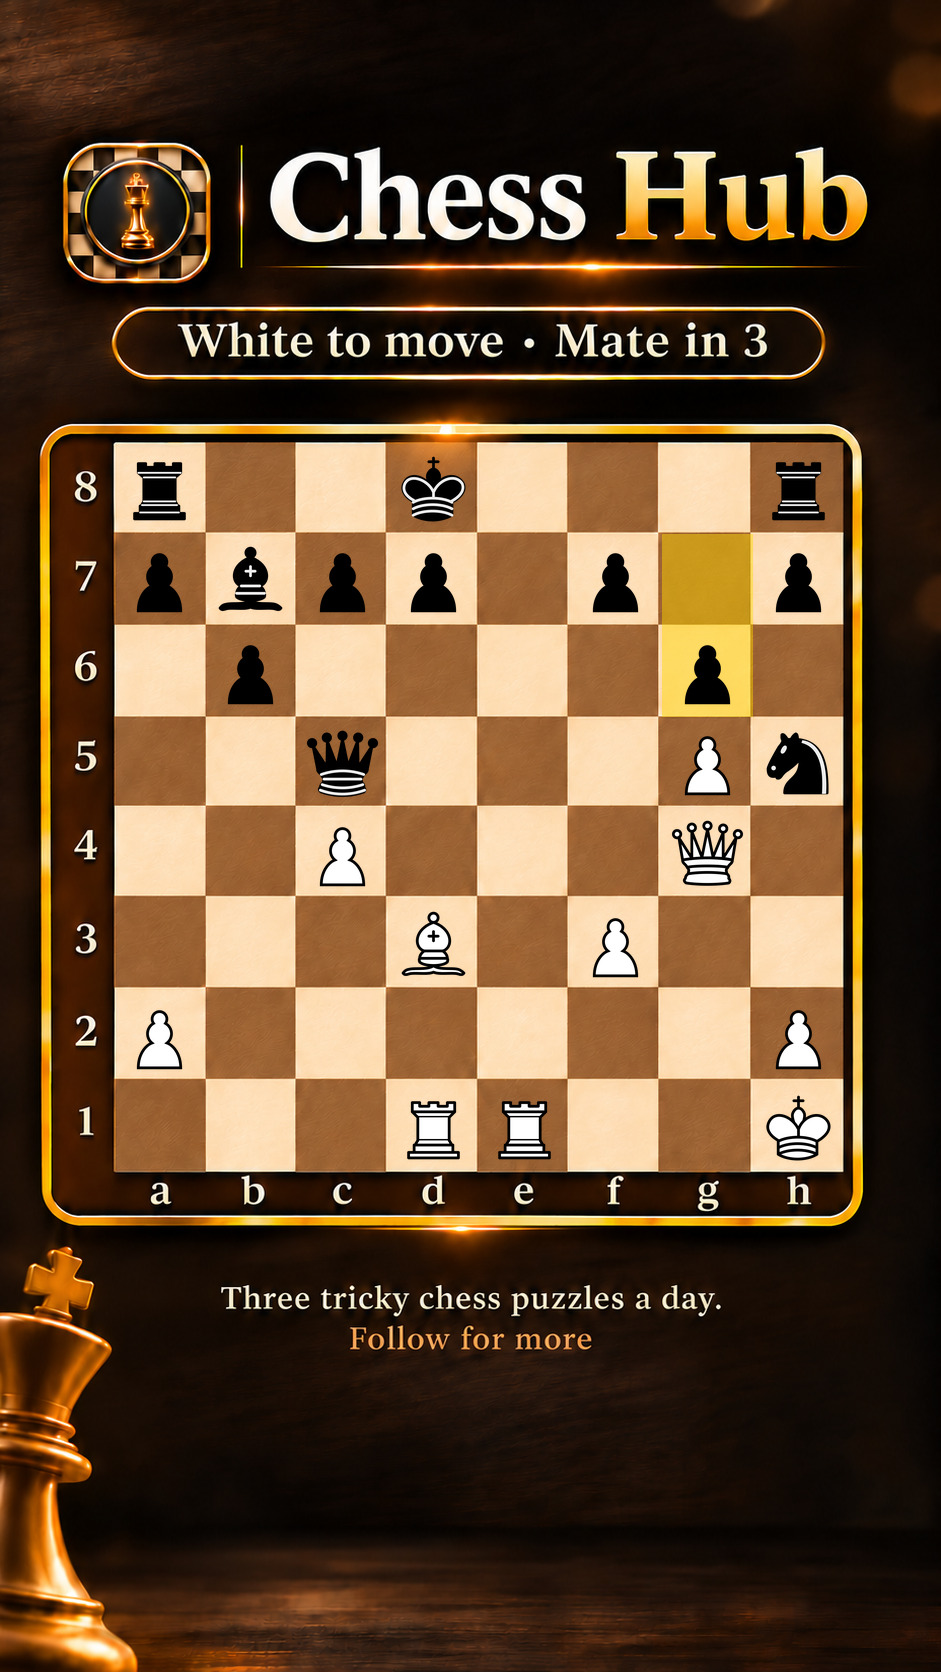 Chess Hub
White to move • Mate in 3
8
7
6
5
4
3
2
1
a b c d e f g h
Three tricky chess puzzles a day.
Follow for more